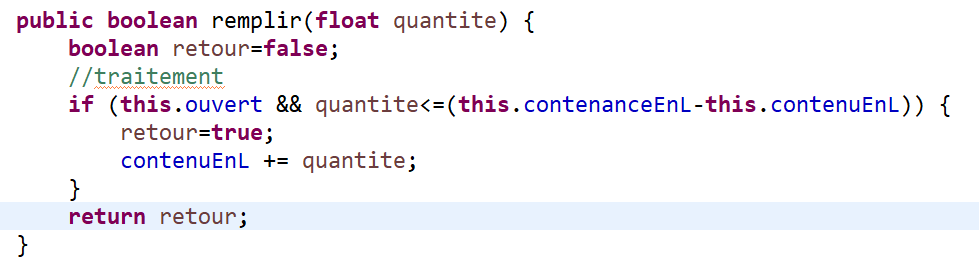 public boolean remplir(float quantite) {
    boolean retour=false;
    //traitement
    if (this.ouvert && quantite<=(this.contenanceEnL-this.contenuEnL)) {
        retour=true;
        contenuEnL += quantite;
    }
    return retour;
}